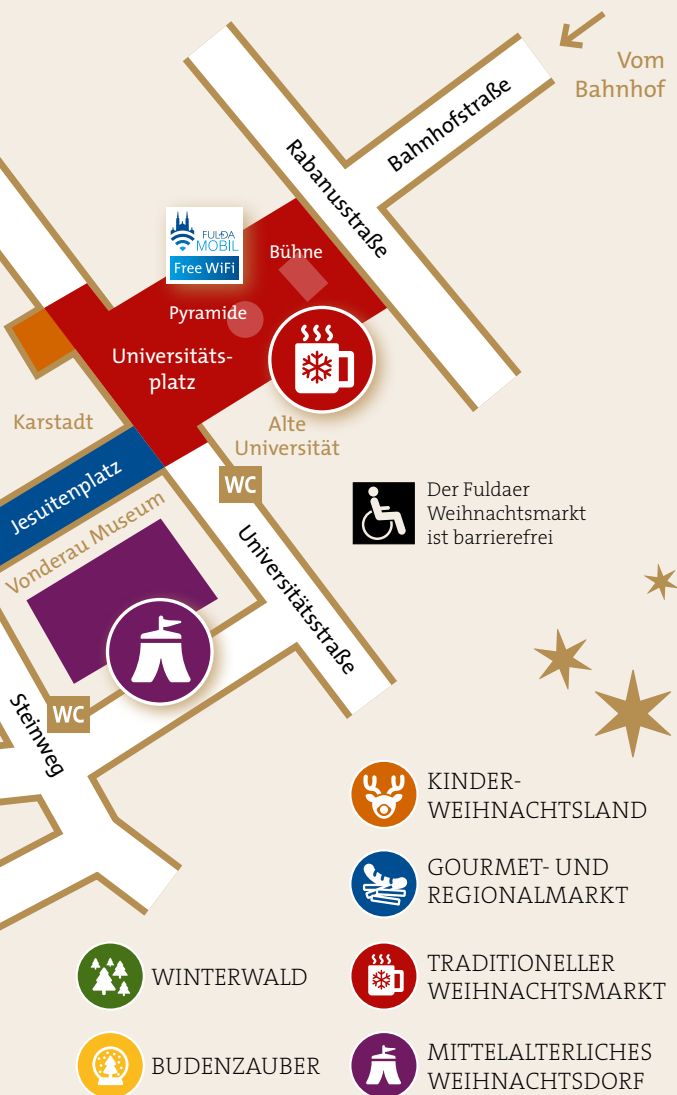 Vom
Bahnhof
Bahnhofstraße
Rabanusstraße
FULDA
MOBIL
Free WiFi
Bühne
Pyramide
Universitäts-
platz
Karstadt
Alte
Universität
Jesuitenplatz
WC
Vonderau Museum
Der Fuldaer
Weihnachtsmarkt
ist barrierefrei
Universitätsstraße
Steinweg
WC
KINDER-
WEIHNACHTSLAND
GOURMET- UND
REGIONALMARKT
WINTERWALD
TRADITIONELLER
WEIHNACHTSMARKT
BUDENZAUBER
MITTELALTERLICHES
WEIHNACHTSDORF